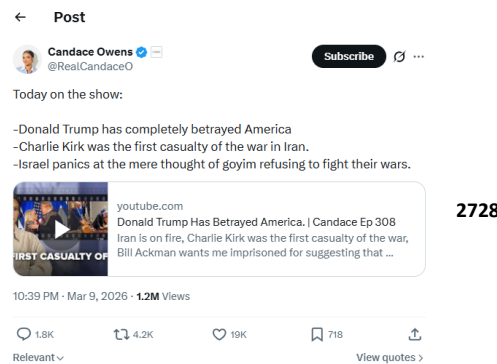 Post
Candace Owens
@RealCandaceO
Subscribe
Today on the show:
-Donald Trump has completely betrayed America
-Charlie Kirk was the first casualty of the war in Iran.
-Israel panics at the mere thought of goyim refusing to fight their wars.
youtube.com
Donald Trump Has Betrayed America. | Candace Ep 308
Iran is on fire, Charlie Kirk was the first casualty of the war,
Bill Ackman wants me imprisoned for suggesting that ...
IRST CASUALTY OF
2728
10:39 PM · Mar 9, 2026 · 1.2M Views
1.8K
4.2K
19K
718
Relevant
View quotes